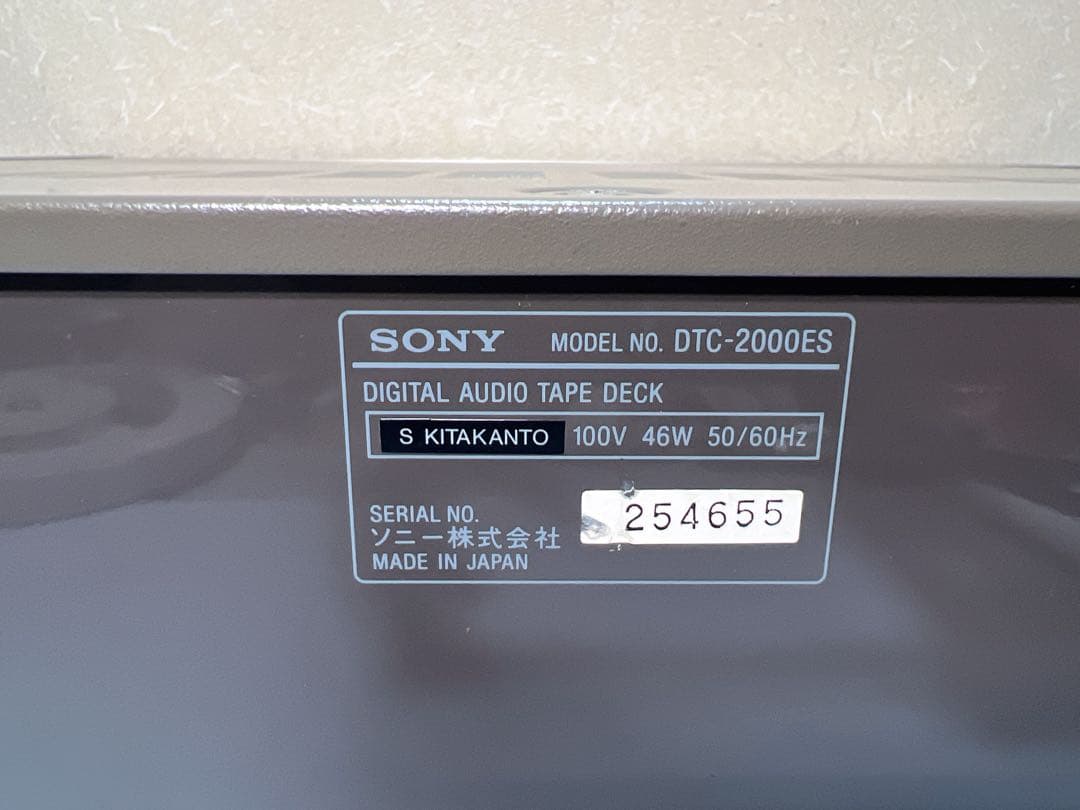 SONY MODEL NO. DTC-2000ES
DIGITAL AUDIO TAPE DECK
S KITAKANTO 100V 46W 50/60Hz
SERIAL NO. 254655
ソニー株式会社
MADE IN JAPAN